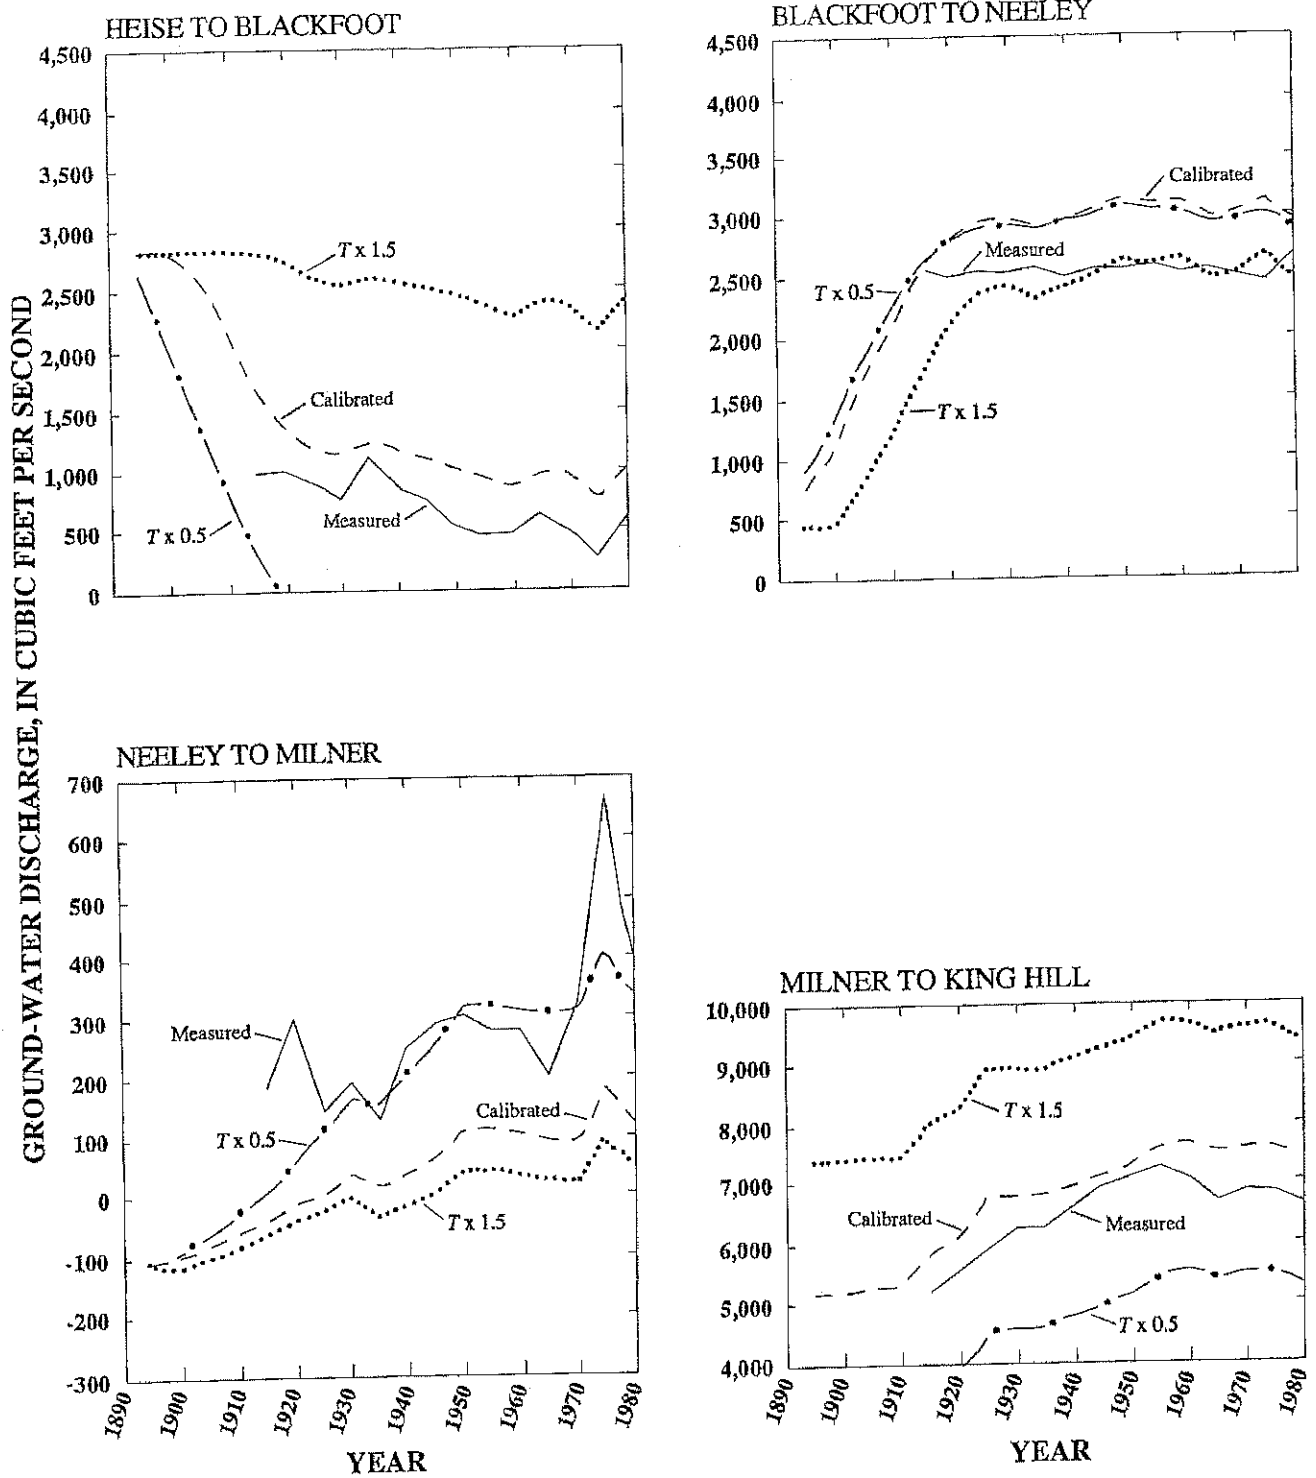 GROUND-WATER DISCHARGE, IN CUBIC FEET PER SECOND
HEISE TO BLACKFOOT
4,500
4,000
3,500
3,000
2,500
2,000
1,500
1,000
500
0
T x 1.5
Calibrated
Measured
T x 0.5
BLACKFOOT TO NEELEY
4,500
4,000
3,500
3,000
2,500
2,000
1,500
1,000
500
0
Calibrated
Measured
T x 0.5
T x 1.5
NEELEY TO MILNER
700
600
500
400
300
200
100
0
-100
-200
-300
Measured
Calibrated
T x 0.5
T x 1.5
1890
1900
1910
1920
1930
1940
1950
1960
1970
1980
YEAR
MILNER TO KING HILL
10,000
9,000
8,000
7,000
6,000
5,000
4,000
T x 1.5
Calibrated
Measured
T x 0.5
1890
1900
1910
1920
1930
1940
1950
1960
1970
1980
YEAR